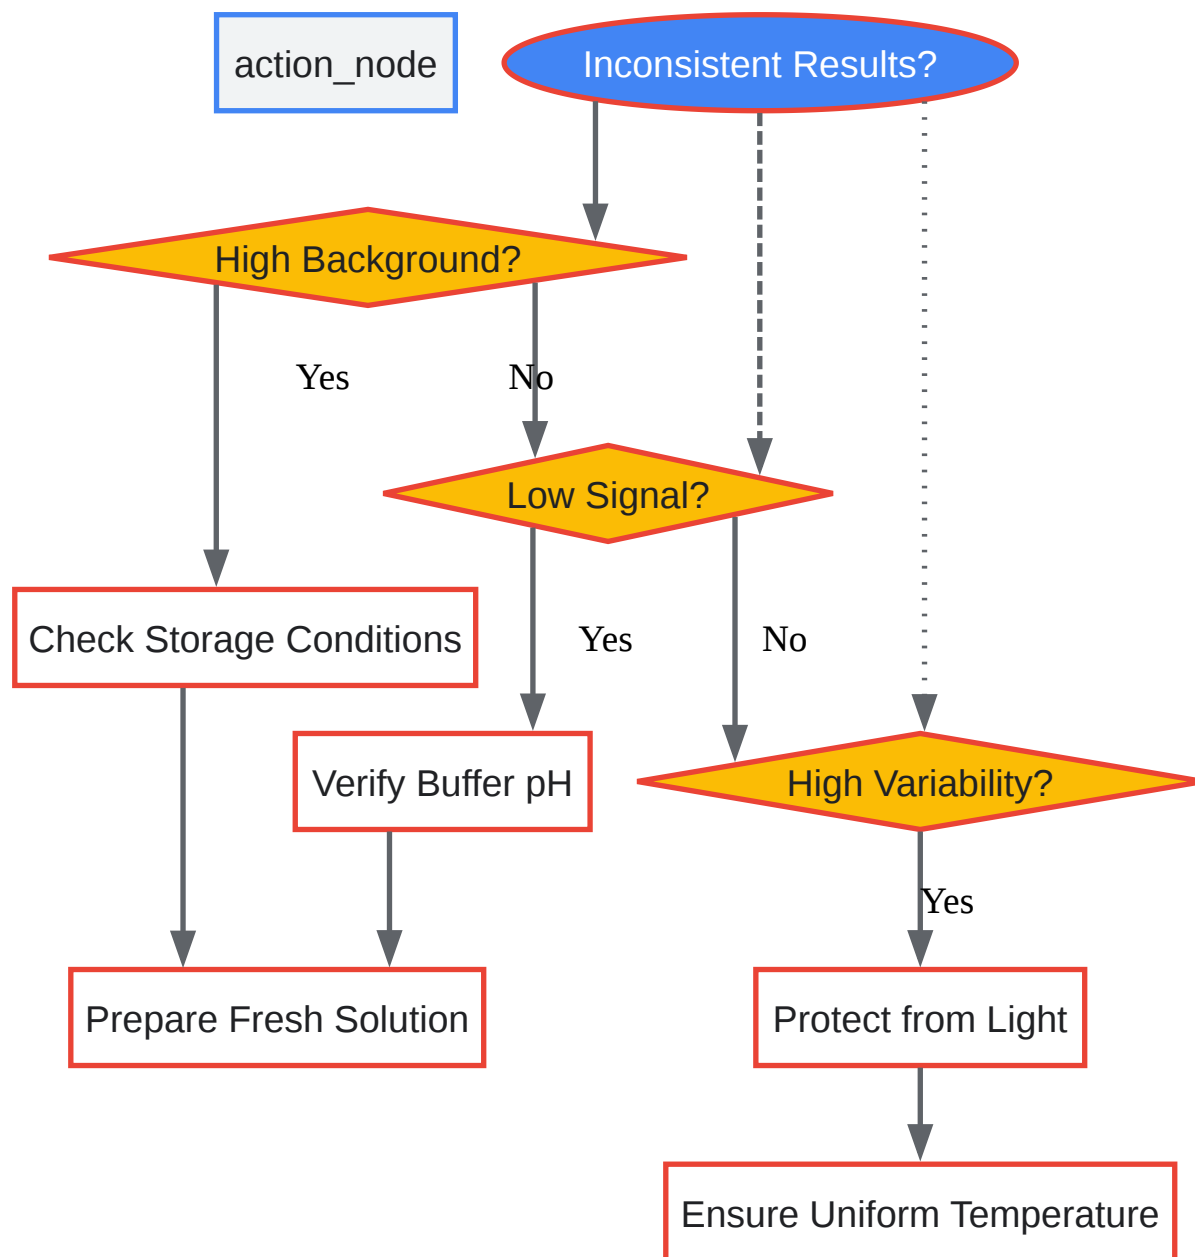 action_node
Inconsistent Results?
High Background?
Yes
No
Low Signal?
Check Storage Conditions
Yes
No
Verify Buffer pH
High Variability?
Yes
Prepare Fresh Solution
Protect from Light
Ensure Uniform Temperature